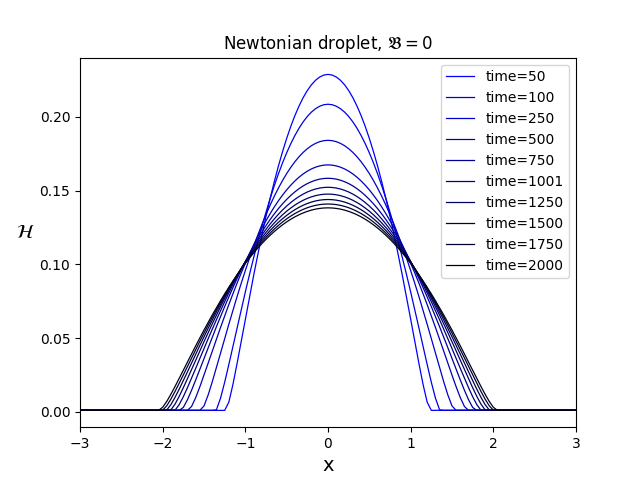 Newtonian droplet, 𝔅 = 0
time=50
time=100
time=250
time=500
time=750
time=1001
time=1250
time=1500
time=1750
time=2000
0.20
0.15
0.10
0.05
0.00
ℋ
−3
−2
−1
0
1
2
3
x